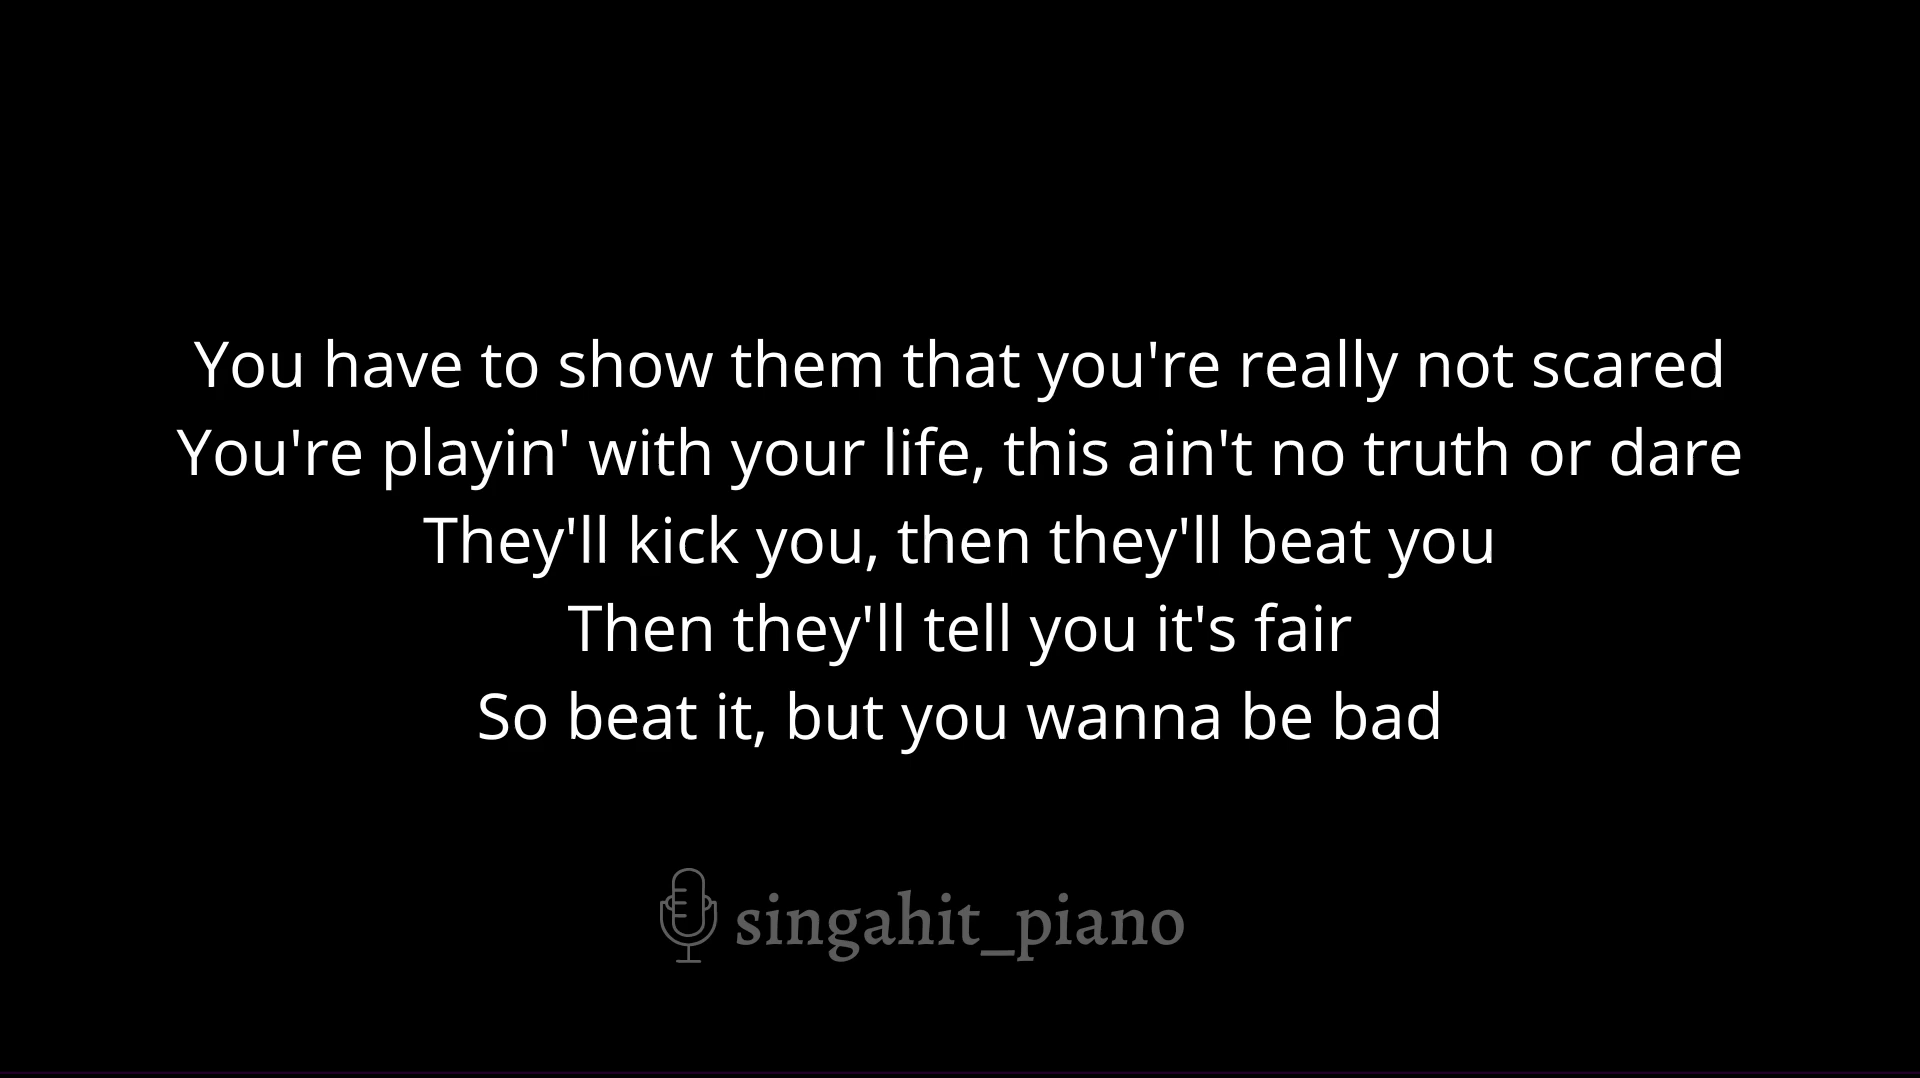 You have to show them that you're really not scared
You're playin' with your life, this ain't no truth or dare
They'll kick you, then they'll beat you
Then they'll tell you it's fair
So beat it, but you wanna be bad
singahit_piano